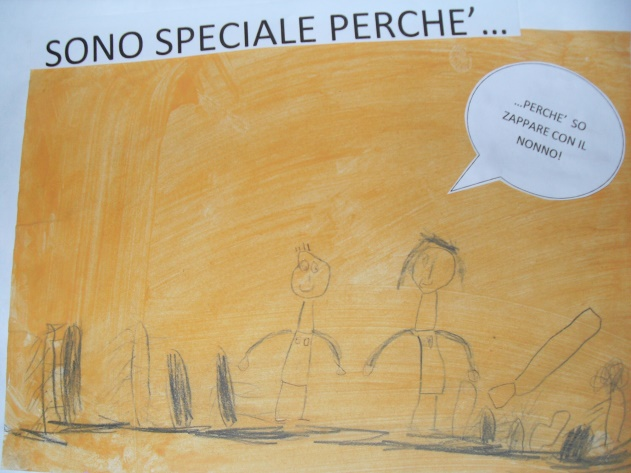 SONO SPECIALE PERCHE’...
...PERCHE’ SO
ZAPPARE CON IL
NONNO!